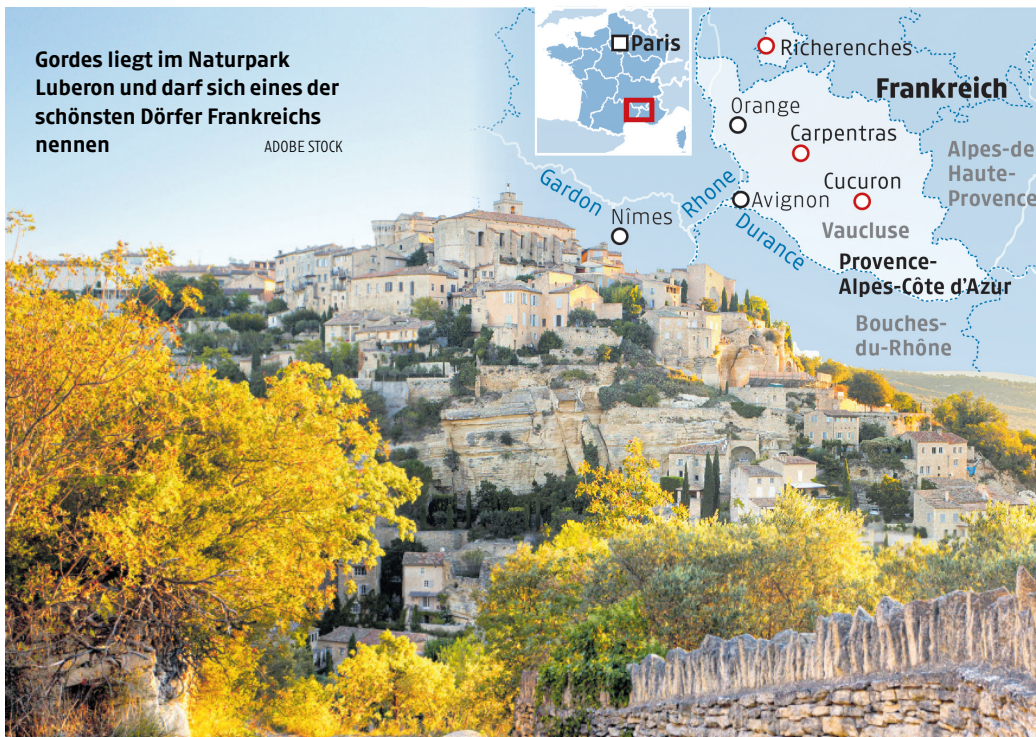 Gordes liegt im Naturpark
Luberon und darf sich eines der
schönsten Dörfer Frankreichs
nennen
ADOBE STOCK
Paris
Richerenches
Frankreich
Orange
Carpentras
Alpes-de
Haute-
Provence
Cucuron
Avignon
Vaucluse
Gardon
Rhone
Nîmes
Durance
Provence-
Alpes-Côte d'Azur
Bouches-
du-Rhône